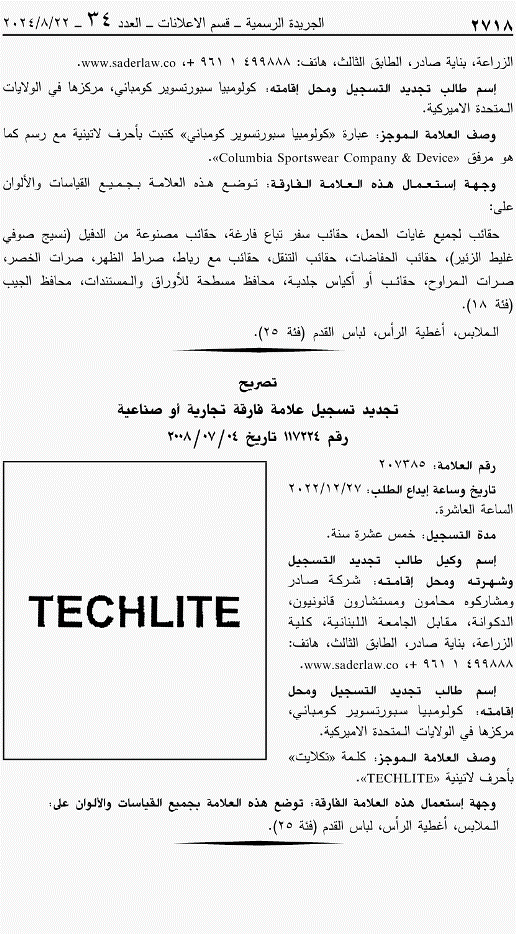 ٢٧١٨ الجريدة الرسمية – قسم الاعلانات – العدد ٣٤ – ٢٠٢٤/٨/٢٢
الزراعة، بناية صادر، الطابق الثالث، هاتف: ٤٩٩٨٨٨ ١ ٩٦١ +، www.saderlaw.co.
إسم طالب تجديد التسجيل ومحل إقامته: كولومبيا سبورتسوير كومباني، مركزها في الولايات
المتحدة الاميركية.
وصف العلامة الموجز: عبارة «كولومبيا سبورتسوير كومباني» كتبت بأحرف لاتينية مع رسم كما
هو مرفق «Columbia Sportswear Company & Device».
وجهة إستعمال هذه العلامة الفارقة: توضع هذه العلامة بجميع القياسات والألوان
على:
حقائب لجميع غايات الحمل، حقائب سفر تباع فارغة، حقائب مصنوعة من الدفيل (نسيج صوفي
غليط الزئير)، حقائب الحفاضات، حقائب التنقل، حقائب مع رباط، صراط الظهر، صرات الخصر،
صرات المراوح، حقائب أو أكياس جلدية، محافظ مسطحة للأوراق والمستندات، محافظ الجيب
(فئة ١٨).
الملابس، أغطية الرأس، لباس القدم (فئة ٢٥).
تصريح
تجديد تسجيل علامة فارقة تجارية أو صناعية
رقم ١١٧٢٢٤ تاريخ ٢٠٠٨/٠٧/٠٤
رقم العلامة: ٢٠٧٣٨٥
تاريخ وساعة إيداع الطلب: ٢٠٢٢/١٢/٢٧
الساعة العاشرة.
مدة التسجيل: خمس عشرة سنة.
إسم وكيل طالب تجديد التسجيل
وشهرته ومحل إقامته: شركة صادر
ومشاركوه محامون ومستشارون قانونيون،
الدكوانة، مقابل الجامعة اللبنانية، كلية
الزراعة، بناية صادر، الطابق الثالث، هاتف:
٤٩٩٨٨٨ ١ ٩٦١ +، www.saderlaw.co.
إسم طالب تجديد التسجيل ومحل
إقامته: كولومبيا سبورتسوير كومباني،
مركزها في الولايات المتحدة الاميركية.
وصف العلامة الموجز: كلمة «تكلايت»
بأحرف لاتينية «TECHLITE».
TECHLITE
وجهة إستعمال هذه العلامة الفارقة: توضع هذه العلامة بجميع القياسات والألوان على:
الملابس، أغطية الرأس، لباس القدم (فئة ٢٥).